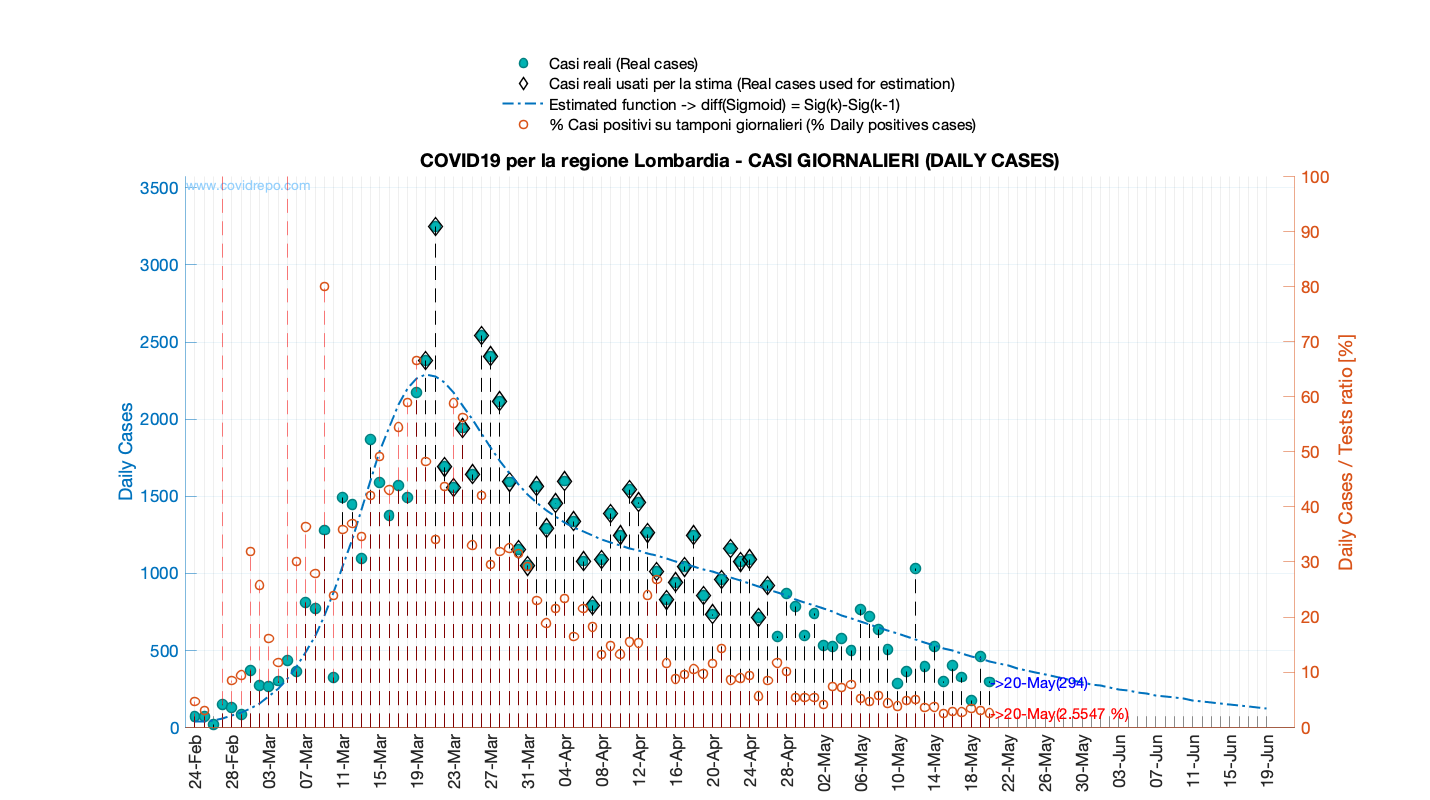 Casi reali (Real cases)
Casi reali usati per la stima (Real cases used for estimation)
Estimated function -> diff(Sigmoid) = Sig(k)-Sig(k-1)
% Casi positivi su tamponi giornalieri (% Daily positives cases)
COVID19 per la regione Lombardia - CASI GIORNALIERI (DAILY CASES)
www.covidrepo.com
3500
3000
2500
2000
1500
1000
500
0
Daily Cases
100
90
80
70
60
50
40
30
20
10
0
Daily Cases / Tests ratio [%]
->20-May(294)
->20-May(2.5547 %)
24-Feb
28-Feb
03-Mar
07-Mar
11-Mar
15-Mar
19-Mar
23-Mar
27-Mar
31-Mar
04-Apr
08-Apr
12-Apr
16-Apr
20-Apr
24-Apr
28-Apr
02-May
06-May
10-May
14-May
18-May
22-May
26-May
30-May
03-Jun
07-Jun
11-Jun
15-Jun
19-Jun